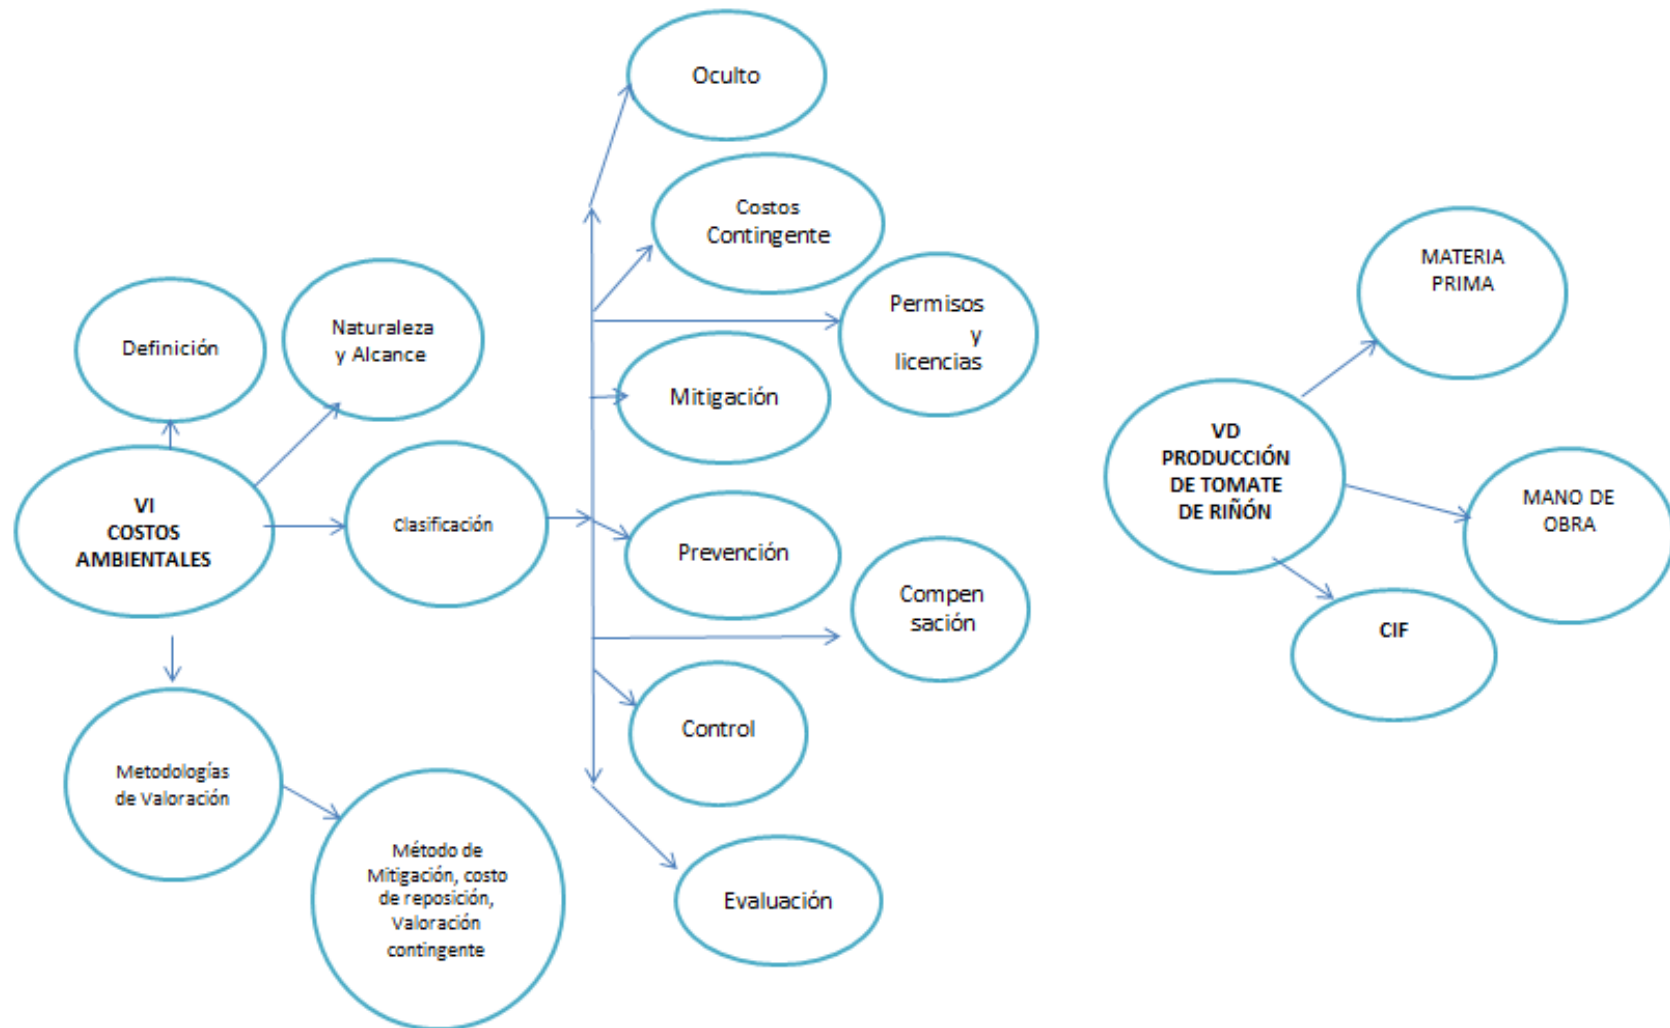 Oculto
Costos
Contingente
Permisos
y
licencias
Mitigación
Definición
Naturaleza
y Alcance
VI
COSTOS
AMBIENTALES
Clasificación
Prevención
Compen
sación
Control
Metodologías
de Valoración
Método de
Mitigación, costo
de reposición,
Valoración
contingente
Evaluación
MATERIA
PRIMA
VD
PRODUCCIÓN
DE TOMATE
DE RIÑÓN
MANO DE
OBRA
CIF